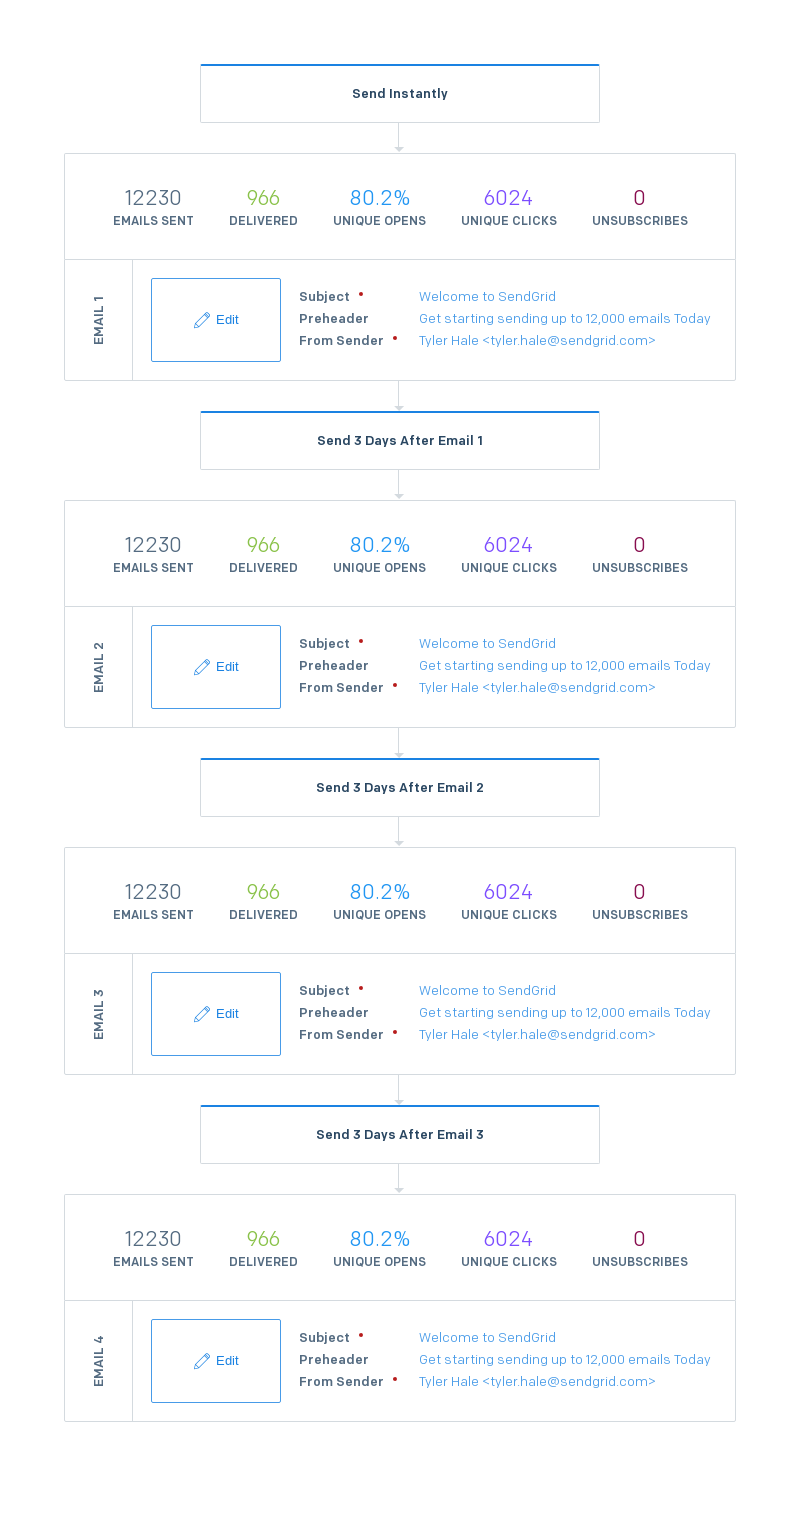 Send Instantly
12230 966 80.2% 6024 0
EMAILS SENT DELIVERED UNIQUE OPENS UNIQUE CLICKS UNSUBSCRIBES
EMAIL 1
Edit
Subject • Welcome to SendGrid
Preheader Get starting sending up to 12,000 emails Today
From Sender • Tyler Hale <tyler.hale@sendgrid.com>
Send 3 Days After Email 1
12230 966 80.2% 6024 0
EMAILS SENT DELIVERED UNIQUE OPENS UNIQUE CLICKS UNSUBSCRIBES
EMAIL 2
Edit
Subject • Welcome to SendGrid
Preheader Get starting sending up to 12,000 emails Today
From Sender • Tyler Hale <tyler.hale@sendgrid.com>
Send 3 Days After Email 2
12230 966 80.2% 6024 0
EMAILS SENT DELIVERED UNIQUE OPENS UNIQUE CLICKS UNSUBSCRIBES
EMAIL 3
Edit
Subject • Welcome to SendGrid
Preheader Get starting sending up to 12,000 emails Today
From Sender • Tyler Hale <tyler.hale@sendgrid.com>
Send 3 Days After Email 3
12230 966 80.2% 6024 0
EMAILS SENT DELIVERED UNIQUE OPENS UNIQUE CLICKS UNSUBSCRIBES
EMAIL 4
Edit
Subject • Welcome to SendGrid
Preheader Get starting sending up to 12,000 emails Today
From Sender • Tyler Hale <tyler.hale@sendgrid.com>